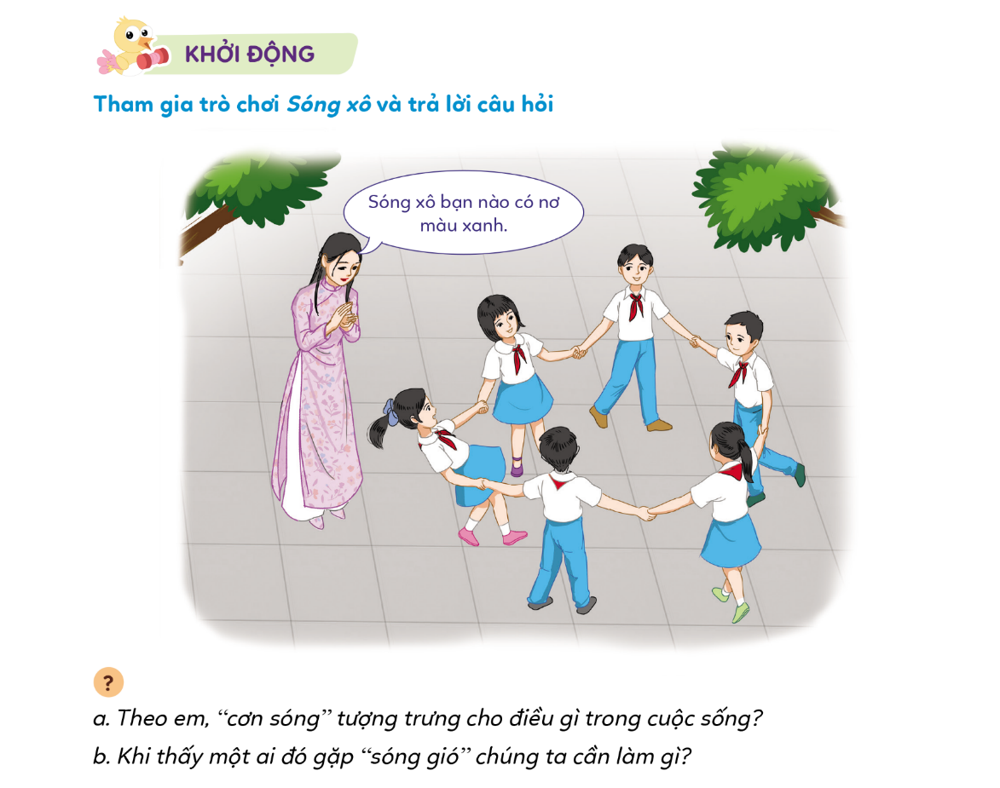 KHỞI ĐỘNG
Tham gia trò chơi Sóng xô và trả lời câu hỏi
Sóng xô bạn nào có nơ
màu xanh.
?
a. Theo em, “cơn sóng” tượng trưng cho điều gì trong cuộc sống?
b. Khi thấy một ai đó gặp “sóng gió” chúng ta cần làm gì?